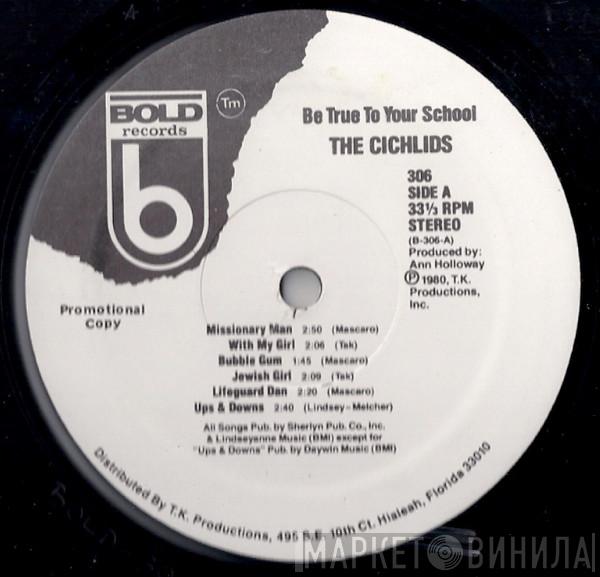 BOLD
records
b
Tm
Be True To Your School
THE CICHLIDS
306
SIDE A
33⅓ RPM
STEREO
(B-306-A)
Produced by:
Ann Holloway
Ⓟ 1980, T.K.
Productions,
Inc.
Promotional
Copy
Missionary Man 2:50 (Mascaro)
With My Girl 2:06 (Tak)
Bubble Gum 1:45 (Mascaro)
Jewish Girl 2:09 (Tak)
Lifeguard Dan 2:20 (Mascaro)
Ups & Downs 2:40 (Lindsey-Melcher)
All Songs Pub. by Sherlyn Pub. Co., Inc.
& Lindseyanne Music (BMI) except for
"Ups & Downs" Pub. by Daywin Music (BMI)
Distributed By T.K. Productions, 495 S.E. 10th Ct. Hialeah, Florida 33010
МАРКЕТ ВИНИЛА